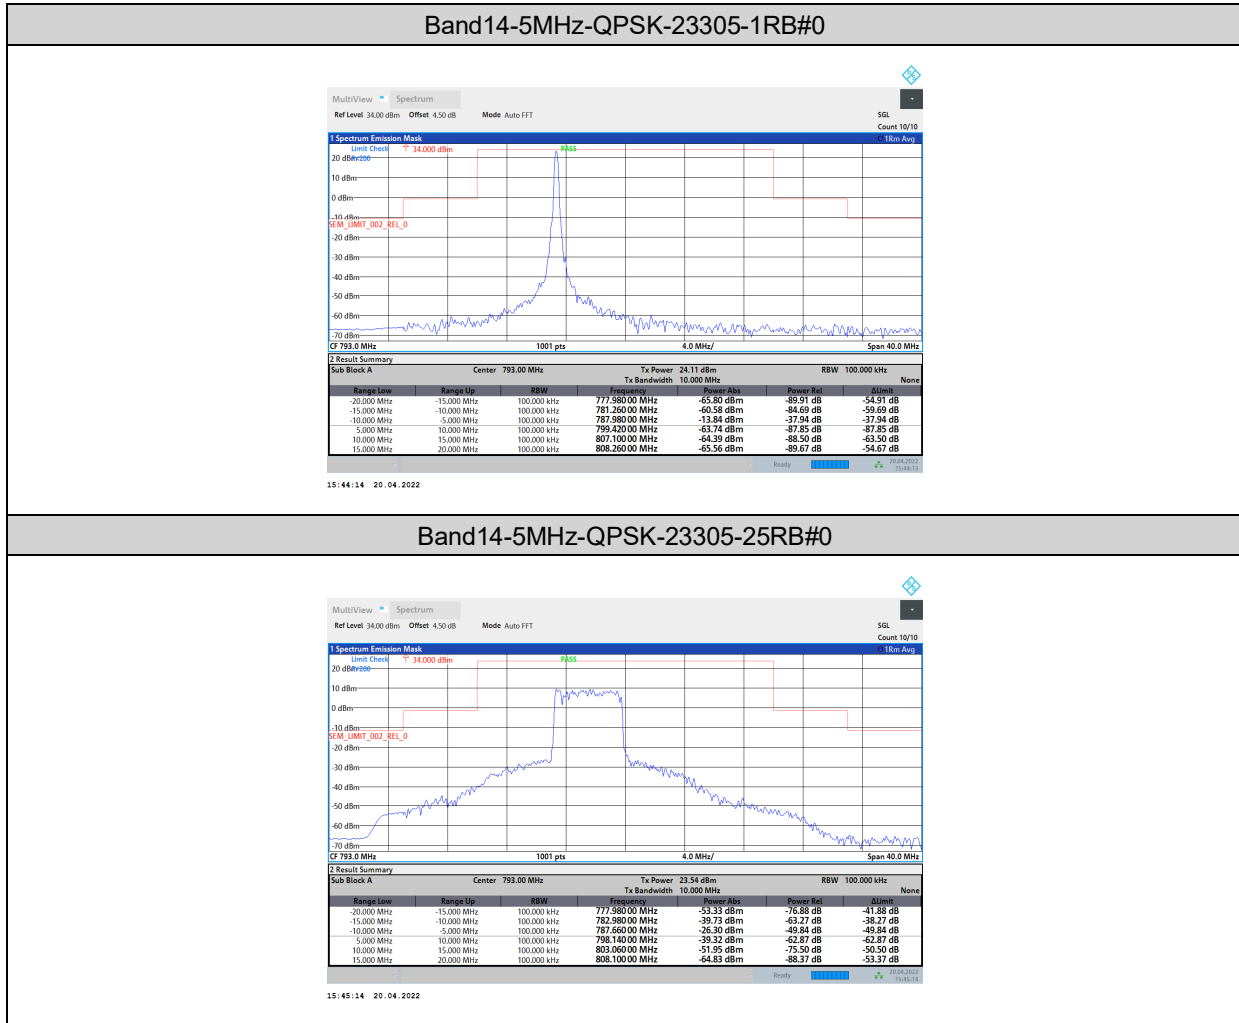 Band14-5MHz-QPSK-23305-1RB#0
MultiView Spectrum
Ref Level 34.00 dBm Offset 4.50 dB Mode Auto FFT SGL
Count 10/10
1 Spectrum Emission Mask 1Rm Avg
Limit Check 34.000 dBm PASS
20 dBm P<200
10 dBm
0 dBm
-10 dBm
SEM_LIMIT_002_REL_0
-20 dBm
-30 dBm
-40 dBm
-50 dBm
-60 dBm
-70 dBm
CF 793.0 MHz 1001 pts 4.0 MHz/ Span 40.0 MHz
2 Result Summary
Sub Block A Center 793.00 MHz Tx Power 24.11 dBm RBW 100.000 kHz
Tx Bandwidth 10.000 MHz None
Range Low Range Up RBW Frequency Power Abs Power Rel ΔLimit
-20.000 MHz -15.000 MHz 100.000 kHz 777.98000 MHz -65.80 dBm -89.91 dB -54.91 dB
-15.000 MHz -10.000 MHz 100.000 kHz 781.26000 MHz -60.58 dBm -84.69 dB -59.69 dB
-10.000 MHz -5.000 MHz 100.000 kHz 787.98000 MHz -13.84 dBm -37.94 dB -37.94 dB
5.000 MHz 10.000 MHz 100.000 kHz 799.42000 MHz -63.74 dBm -87.85 dB -87.85 dB
10.000 MHz 15.000 MHz 100.000 kHz 807.10000 MHz -64.39 dBm -88.50 dB -63.50 dB
15.000 MHz 20.000 MHz 100.000 kHz 808.26000 MHz -65.56 dBm -89.67 dB -54.67 dB
Ready 20.04.2022
15:44:13
15:44:14 20.04.2022
Band14-5MHz-QPSK-23305-25RB#0
MultiView Spectrum
Ref Level 34.00 dBm Offset 4.50 dB Mode Auto FFT SGL
Count 10/10
1 Spectrum Emission Mask 1Rm Avg
Limit Check 34.000 dBm PASS
20 dBm P<200
10 dBm
0 dBm
-10 dBm
SEM_LIMIT_002_REL_0
-20 dBm
-30 dBm
-40 dBm
-50 dBm
-60 dBm
-70 dBm
CF 793.0 MHz 1001 pts 4.0 MHz/ Span 40.0 MHz
2 Result Summary
Sub Block A Center 793.00 MHz Tx Power 23.54 dBm RBW 100.000 kHz
Tx Bandwidth 10.000 MHz None
Range Low Range Up RBW Frequency Power Abs Power Rel ΔLimit
-20.000 MHz -15.000 MHz 100.000 kHz 777.98000 MHz -53.33 dBm -76.88 dB -41.88 dB
-15.000 MHz -10.000 MHz 100.000 kHz 782.98000 MHz -39.73 dBm -63.27 dB -38.27 dB
-10.000 MHz -5.000 MHz 100.000 kHz 787.66000 MHz -26.30 dBm -49.84 dB -49.84 dB
5.000 MHz 10.000 MHz 100.000 kHz 798.14000 MHz -39.32 dBm -62.87 dB -62.87 dB
10.000 MHz 15.000 MHz 100.000 kHz 803.06000 MHz -51.95 dBm -75.50 dB -50.50 dB
15.000 MHz 20.000 MHz 100.000 kHz 808.10000 MHz -64.83 dBm -88.37 dB -53.37 dB
Ready 20.04.2022
15:45:14
15:45:14 20.04.2022